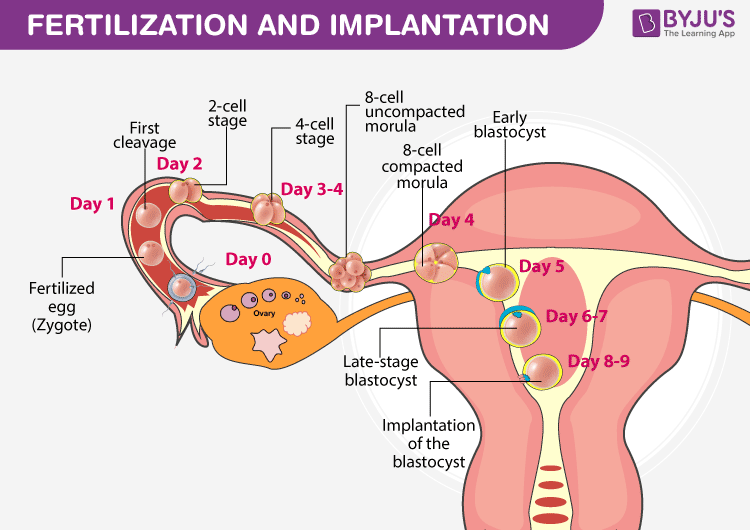 FERTILIZATION AND IMPLANTATION
BYJU'S
The Learning App
First
cleavage
2-cell
stage
4-cell
stage
8-cell
uncompacted
morula
8-cell
compacted
morula
Early
blastocyst
Day 2
Day 1
Day 3-4
Day 4
Day 0
Day 5
Fertilized
egg
(Zygote)
Ovary
Day 6-7
Late-stage
blastocyst
Day 8-9
Implantation
of the
blastocyst